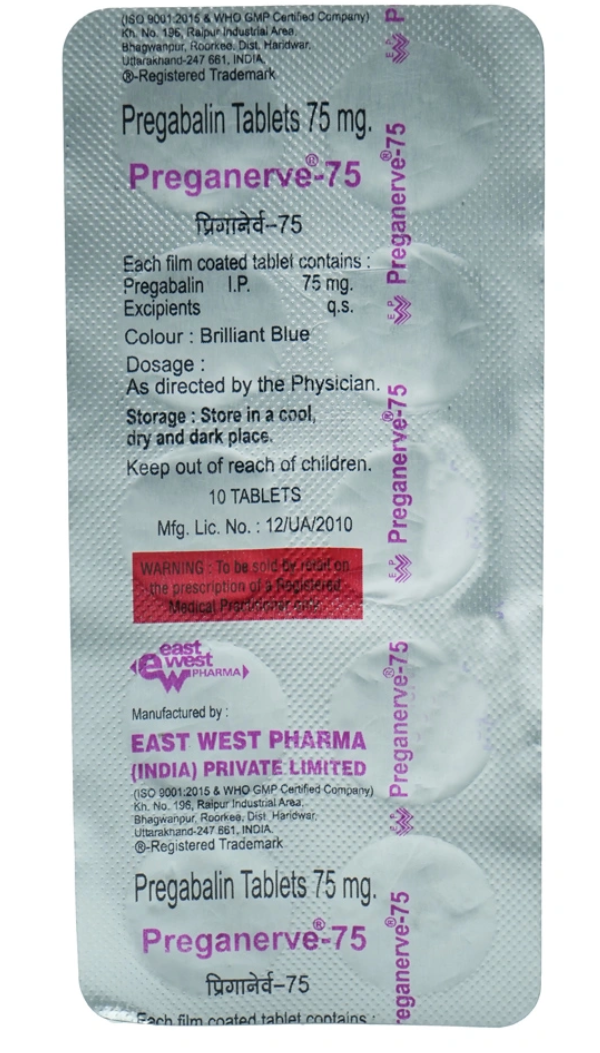 (ISO 9001:2015 & WHO GMP Certified Company)
Kh. No. 196, Raipur Industrial Area,
Bhagwanpur, Roorkee, Dist. Haridwar,
Uttarakhand-247 661, INDIA.
®-Registered Trademark
Pregabalin Tablets 75 mg.
Preganerve®-75
प्रिगानेर्व-75
Each film coated tablet contains :
Pregabalin I.P. 75 mg.
Excipients q.s.
Colour : Brilliant Blue
Dosage :
As directed by the Physician.
Storage : Store in a cool,
dry and dark place.
Keep out of reach of children.
10 TABLETS
Mfg. Lic. No. : 12/UA/2010
WARNING : To be sold by retail on
the prescription of a Registered
Medical Practitioner only.
east
west
PHARMA
Manufactured by :
EAST WEST PHARMA
(INDIA) PRIVATE LIMITED
(ISO 9001:2015 & WHO GMP Certified Company)
Kh. No. 196, Raipur Industrial Area,
Bhagwanpur, Roorkee, Dist. Haridwar,
Uttarakhand-247 661, INDIA.
®-Registered Trademark
Pregabalin Tablets 75 mg.
Preganerve®-75
प्रिगानेर्व-75
Each film coated tablet contains :
E P W P
E P W Preganerve®-75
E P W Preganerve®-75
E P W Preganerve®-75
reganerve®-75